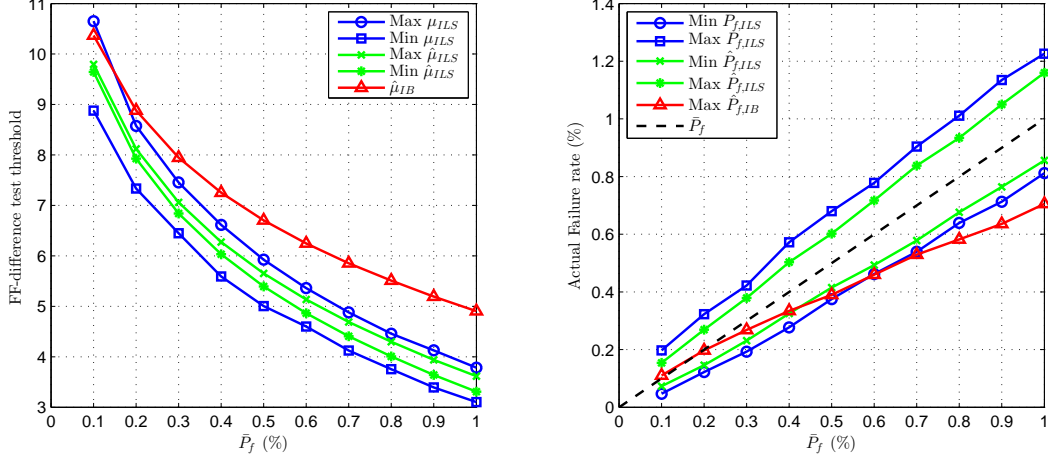 11
10
9
8
7
6
5
4
3
FF-difference test threshold
Max μ_ILS
Min μ_ILS
Max μ̂_ILS
Min μ̂_ILS
μ̂_IB
0 0.1 0.2 0.3 0.4 0.5 0.6 0.7 0.8 0.9 1
P̄_f (%)
1.4
1.2
1
0.8
0.6
0.4
0.2
0
Actual Failure rate (%)
Min P_f,ILS
Max P_f,ILS
Min P̂_f,ILS
Max P̂_f,ILS
Max P̂_f,IB
P̄_f
0 0.1 0.2 0.3 0.4 0.5 0.6 0.7 0.8 0.9 1
P̄_f (%)